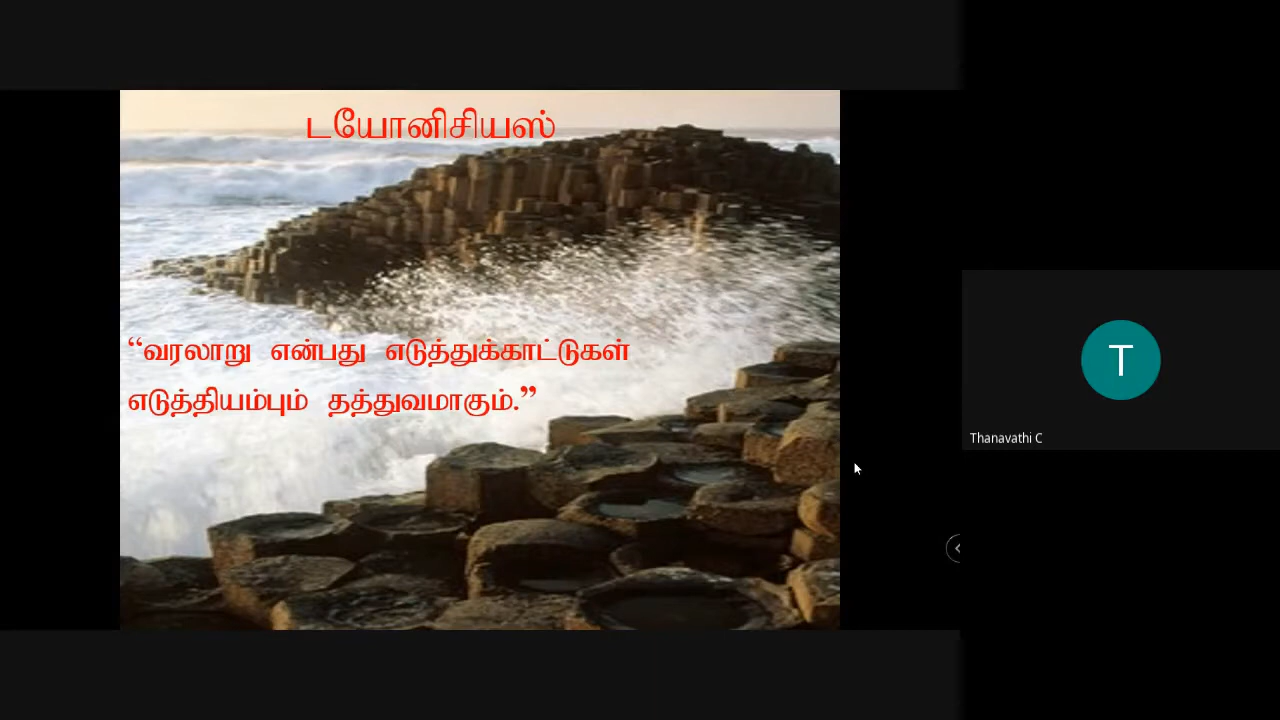 டயோனிசியஸ்
“வரலாறு என்பது எடுத்துக்காட்டுகள்
எடுத்தியம்பும் தத்துவமாகும்.”
T
Thanavathi C